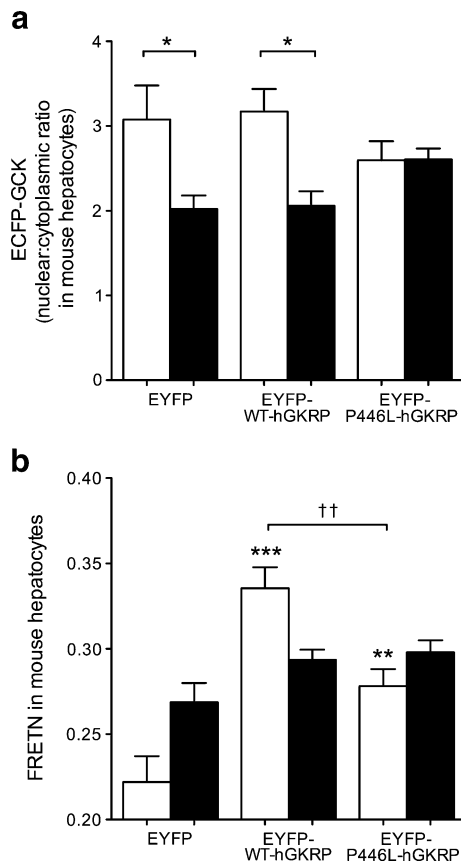 a
ECFP-GCK
(nuclear:cytoplasmic ratio
in mouse hepatocytes)
4
3
2
1
0
*
*
EYFP
EYFP-
WT-hGKRP
EYFP-
P446L-hGKRP
b
FRETN in mouse hepatocytes
0.40
0.35
0.30
0.25
0.20
††
***
**
EYFP
EYFP-
WT-hGKRP
EYFP-
P446L-hGKRP